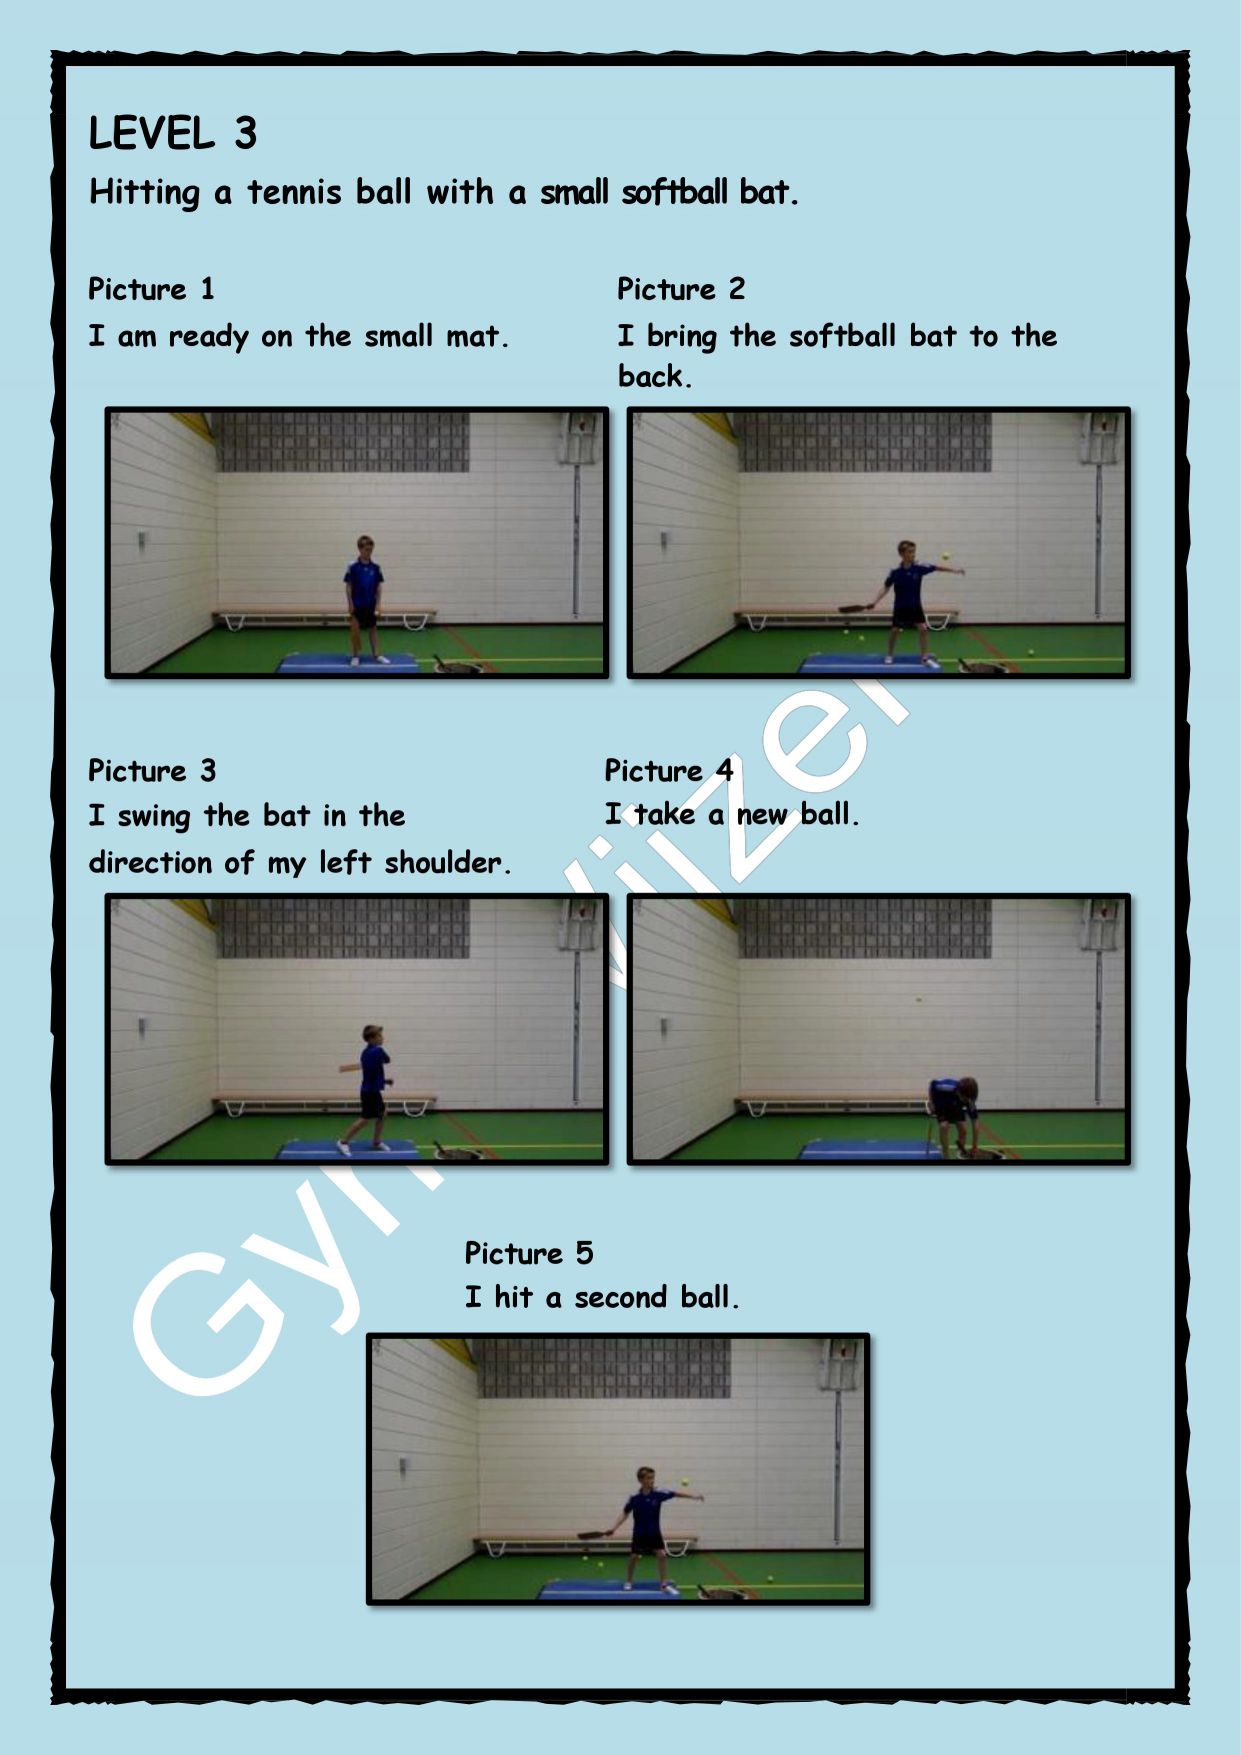 LEVEL 3
Hitting a tennis ball with a small softball bat.
Picture 1
I am ready on the small mat.
Picture 2
I bring the softball bat to the
back.
Picture 3
I swing the bat in the
direction of my left shoulder.
Picture 4
I take a new ball.
Picture 5
I hit a second ball.